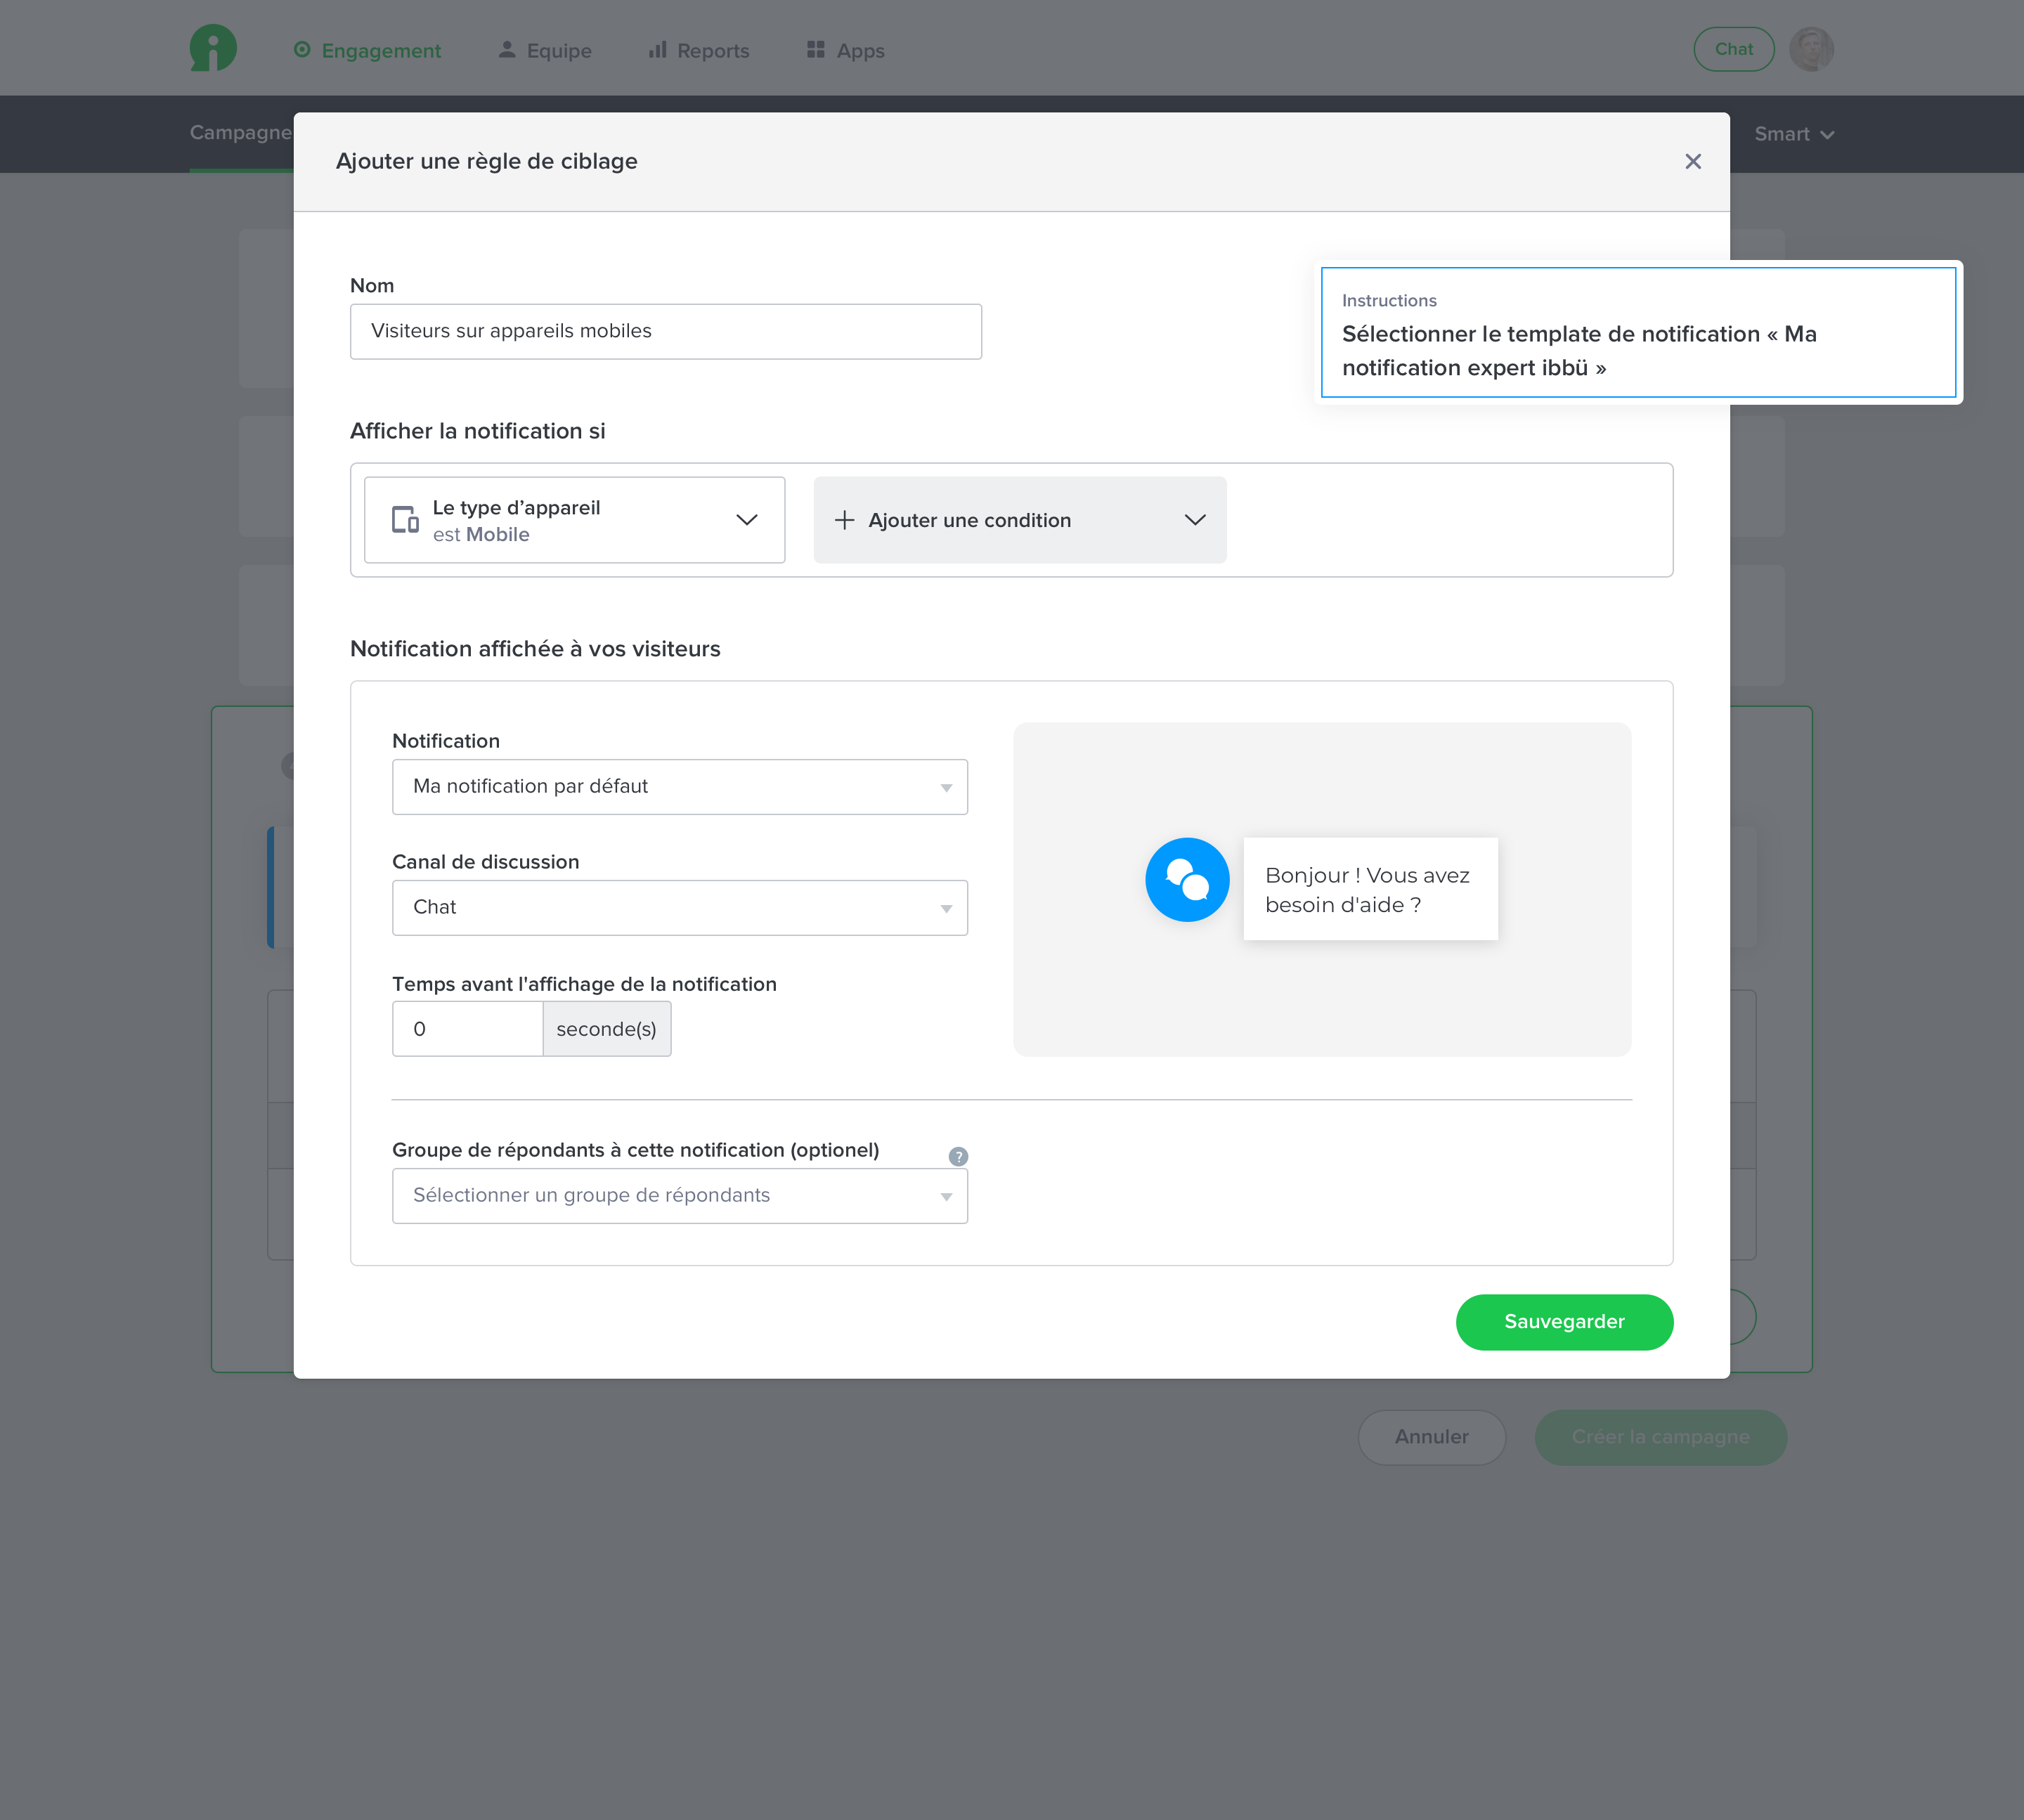 Engagement
Equipe
Reports
Apps
Chat
Campagne
Smart
Ajouter une règle de ciblage
Nom
Visiteurs sur appareils mobiles
Instructions
Sélectionner le template de notification « Ma
notification expert ibbü »
Afficher la notification si
Le type d’appareil
est Mobile
Ajouter une condition
Notification affichée à vos visiteurs
Notification
Ma notification par défaut
Canal de discussion
Chat
Temps avant l'affichage de la notification
0 seconde(s)
Bonjour ! Vous avez
besoin d'aide ?
Groupe de répondants à cette notification (optionel)
?
Sélectionner un groupe de répondants
Sauvegarder
Annuler
Créer la campagne